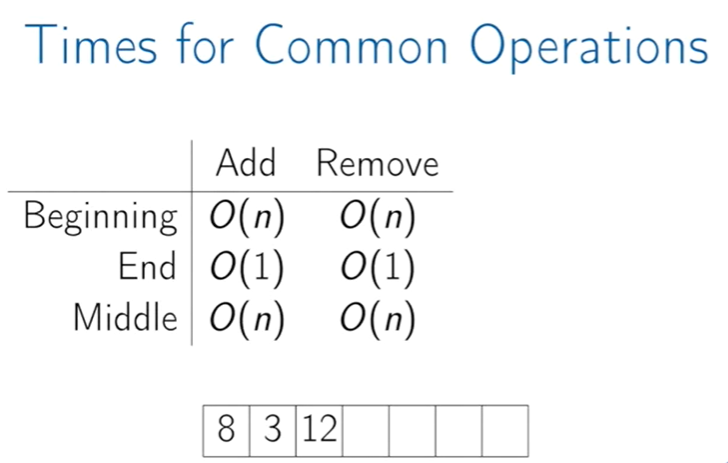 Times for Common Operations
Add Remove
Beginning O(n) O(n)
End O(1) O(1)
Middle O(n) O(n)
8 3 12